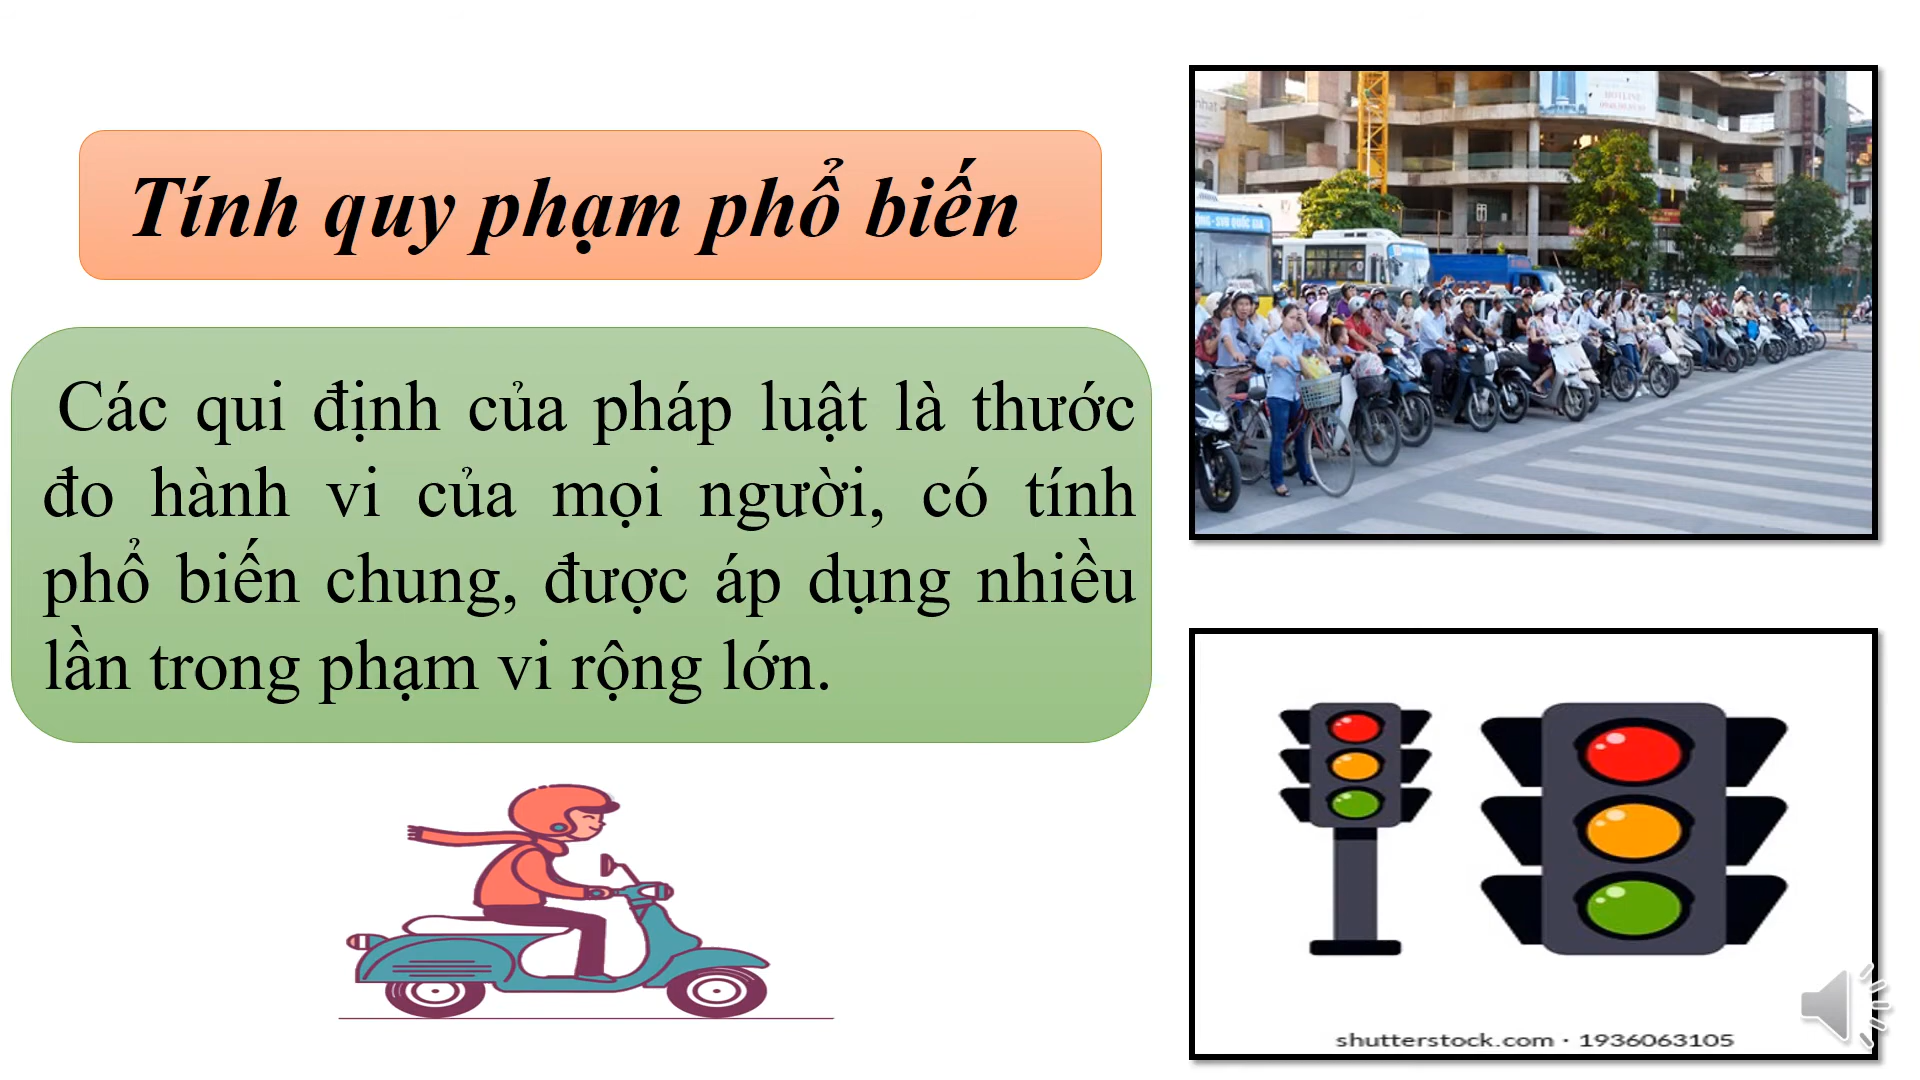 Tính quy phạm phổ biến
Các qui định của pháp luật là thước
đo hành vi của mọi người, có tính
phổ biến chung, được áp dụng nhiều
lần trong phạm vi rộng lớn.
HOTLINE
shutterstock.com · 1936063105